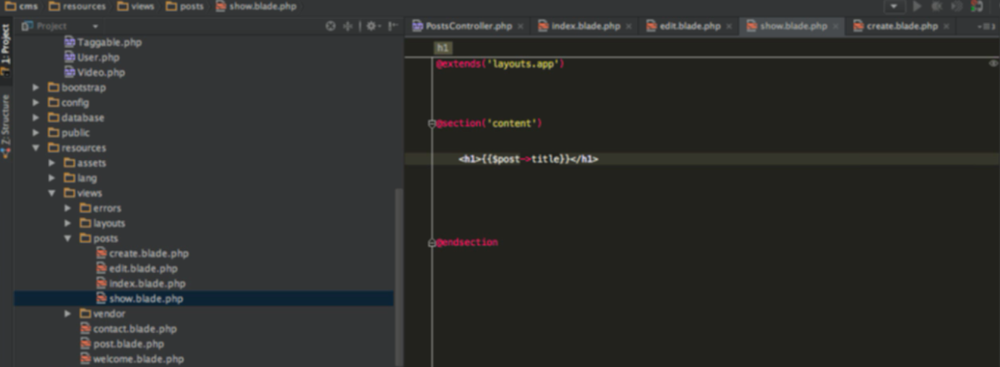 cms resources views posts show.blade.php
1: Project
Z: Structure
Project
Taggable.php
User.php
Video.php
bootstrap
config
database
public
resources
assets
lang
views
errors
layouts
posts
create.blade.php
edit.blade.php
index.blade.php
show.blade.php
vendor
contact.blade.php
post.blade.php
welcome.blade.php
PostsController.php index.blade.php edit.blade.php show.blade.php create.blade.php
h1
@extends('layouts.app')
@section('content')
<h1>{{$post->title}}</h1>
@endsection